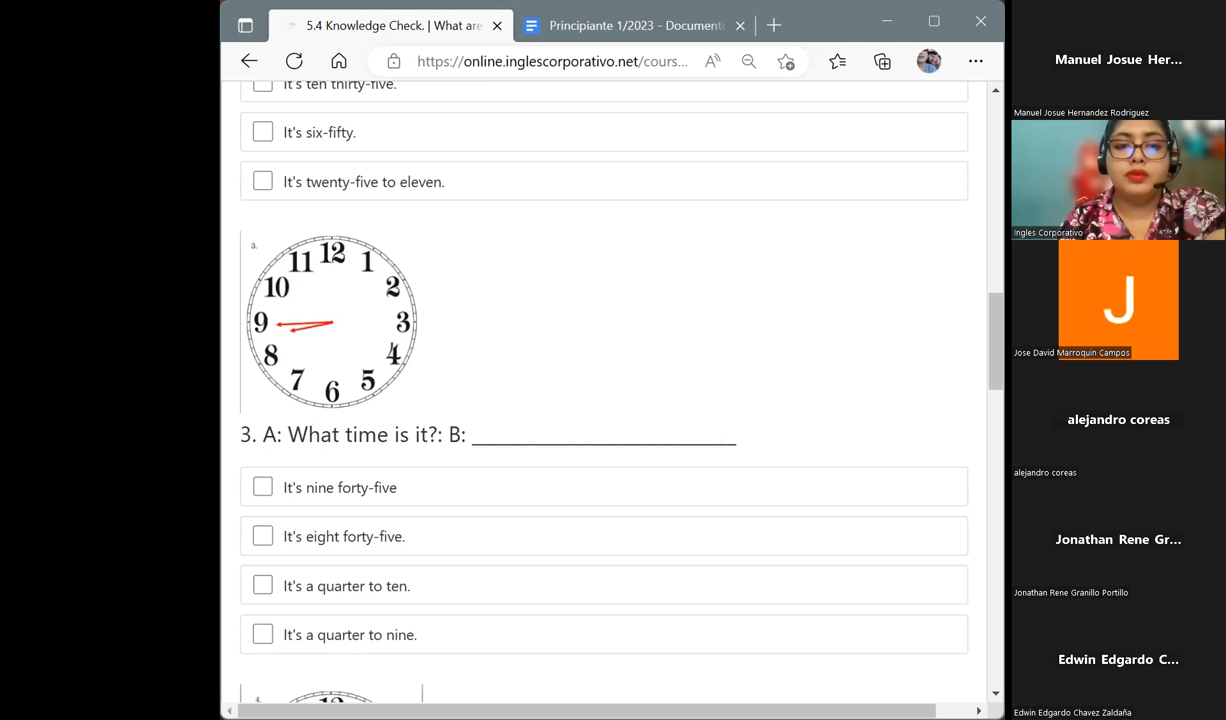 5.4 Knowledge Check. | What are
Principiante 1/2023 - Document
https://online.inglescorporativo.net/cours...
It's ten thirty-five.
It's six-fifty.
It's twenty-five to eleven.
3.
12
11 1
10 2
9 3
8 4
7 5
6
3. A: What time is it?: B: ___________________________
It's nine forty-five
It's eight forty-five.
It's a quarter to ten.
It's a quarter to nine.
4.
12
Manuel Josue Her...
Manuel Josue Hernandez Rodriguez
Ingles Corporativo
J
Jose David Marroquin Campos
alejandro coreas
alejandro coreas
Jonathan Rene Gr...
Jonathan Rene Granillo Portillo
Edwin Edgardo C...
Edwin Edgardo Chavez Zaldaña